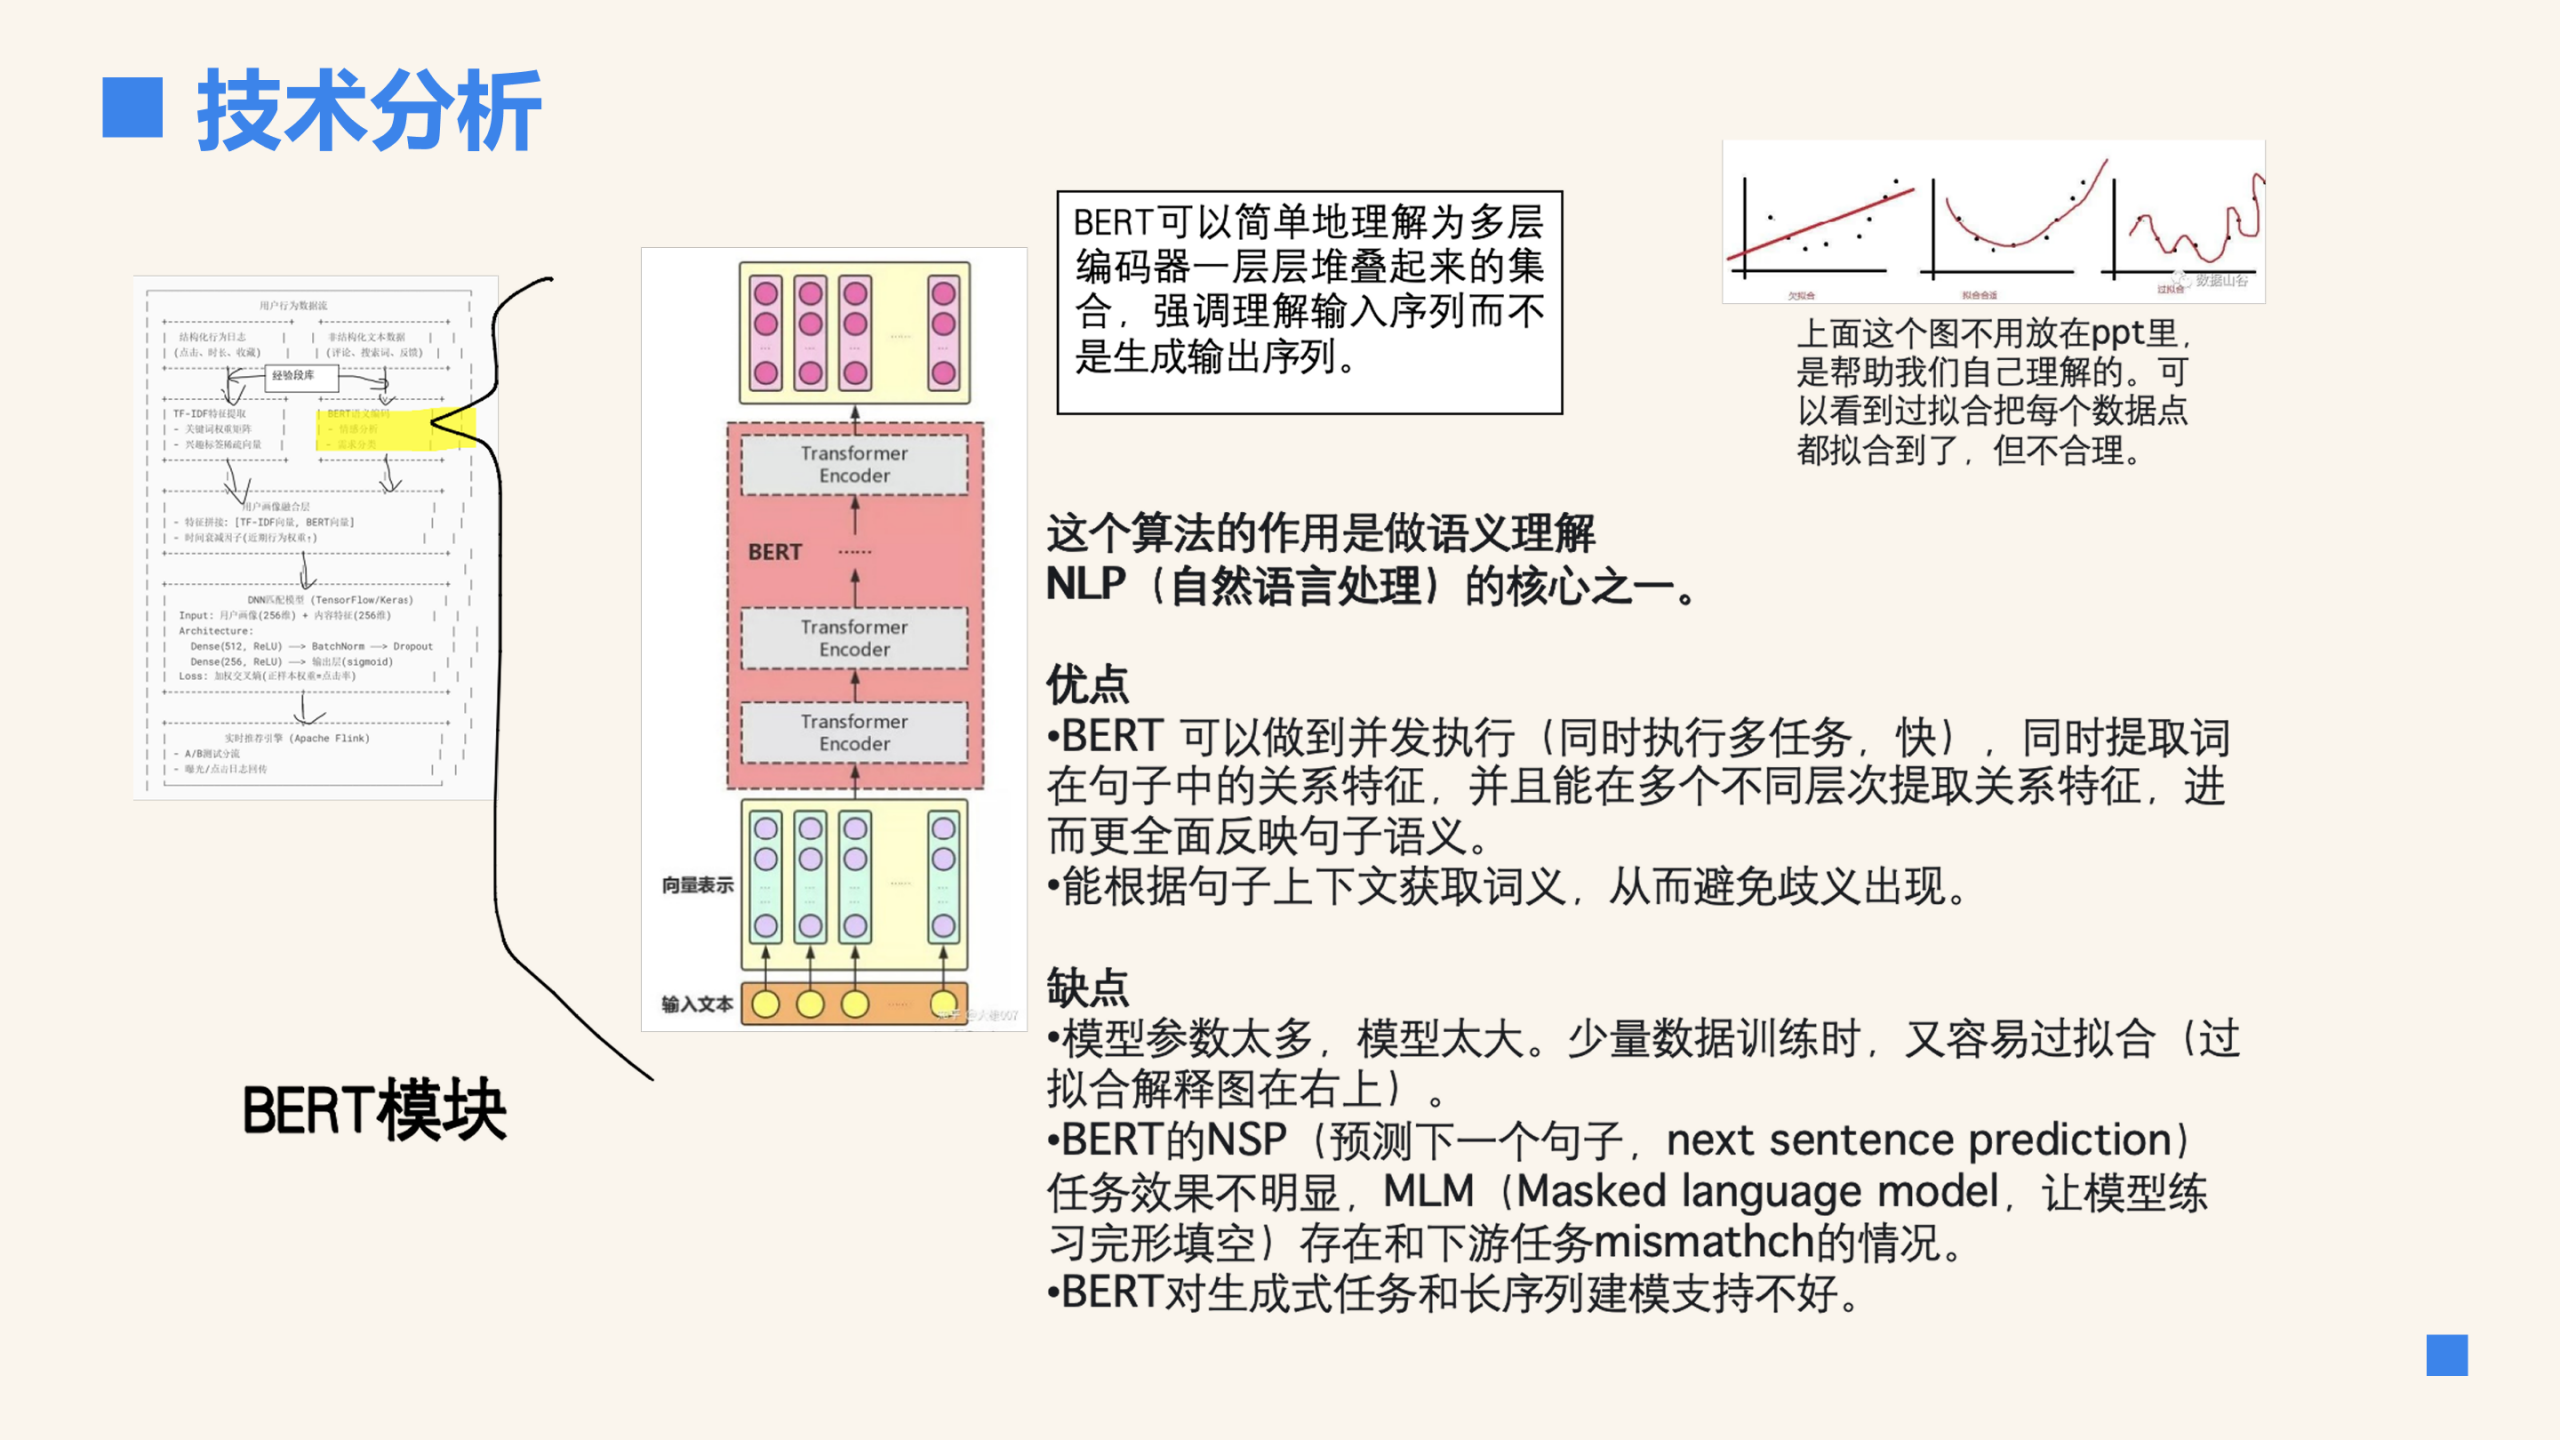 技术分析
用户行为数据流
结构化行为日志
(点击、时长、收藏)
非结构化文本数据
(评论、搜索词、反馈)
经验段库
TF-IDF特征提取
- 关键词权重矩阵
- 兴趣标签稀疏向量
BERT语义编码
- 情感分析
- 需求分类
用户画像融合层
- 特征拼接: [TF-IDF向量, BERT向量]
- 时间衰减因子(近期行为权重↑)
DNN匹配模型 (TensorFlow/Keras)
Input: 用户画像(256维) + 内容特征(256维)
Architecture:
Dense(512, ReLU) —> BatchNorm —> Dropout
Dense(256, ReLU) —> 输出层(sigmoid)
Loss: 加权交叉熵(正样本权重=点击率)
实时推荐引擎 (Apache Flink)
- A/B测试分流
- 曝光/点击日志回传
BERT模块
Transformer
Encoder
BERT ……
Transformer
Encoder
Transformer
Encoder
向量表示
输入文本
BERT可以简单地理解为多层
编码器一层层堆叠起来的集
合，强调理解输入序列而不
是生成输出序列。
欠拟合
拟合合适
过拟合
数据山谷
上面这个图不用放在ppt里，
是帮助我们自己理解的。可
以看到过拟合把每个数据点
都拟合到了，但不合理。
这个算法的作用是做语义理解
NLP（自然语言处理）的核心之一。
优点
•BERT 可以做到并发执行（同时执行多任务，快），同时提取词
在句子中的关系特征，并且能在多个不同层次提取关系特征，进
而更全面反映句子语义。
•能根据句子上下文获取词义，从而避免歧义出现。
缺点
•模型参数太多，模型太大。少量数据训练时，又容易过拟合（过
拟合解释图在右上）。
•BERT的NSP（预测下一个句子，next sentence prediction）
任务效果不明显，MLM（Masked language model，让模型练
习完形填空）存在和下游任务mismathch的情况。
•BERT对生成式任务和长序列建模支持不好。